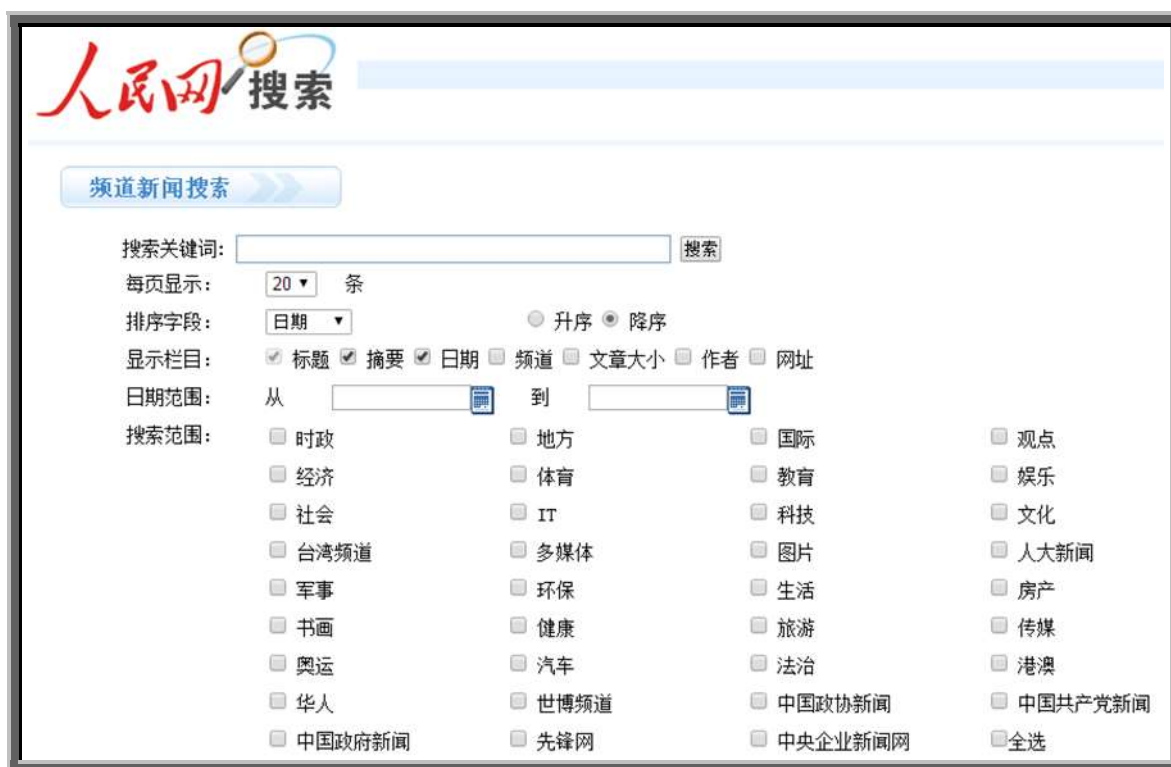 人民网 搜索
频道新闻搜索
搜索关键词: 搜索
每页显示: 20 条
排序字段: 日期 升序 降序
显示栏目: 标题 摘要 日期 频道 文章大小 作者 网址
日期范围: 从 到
搜索范围: 时政 地方 国际 观点
经济 体育 教育 娱乐
社会 IT 科技 文化
台湾频道 多媒体 图片 人大新闻
军事 环保 生活 房产
书画 健康 旅游 传媒
奥运 汽车 法治 港澳
华人 世博频道 中国政协新闻 中国共产党新闻
中国政府新闻 先锋网 中央企业新闻网 全选